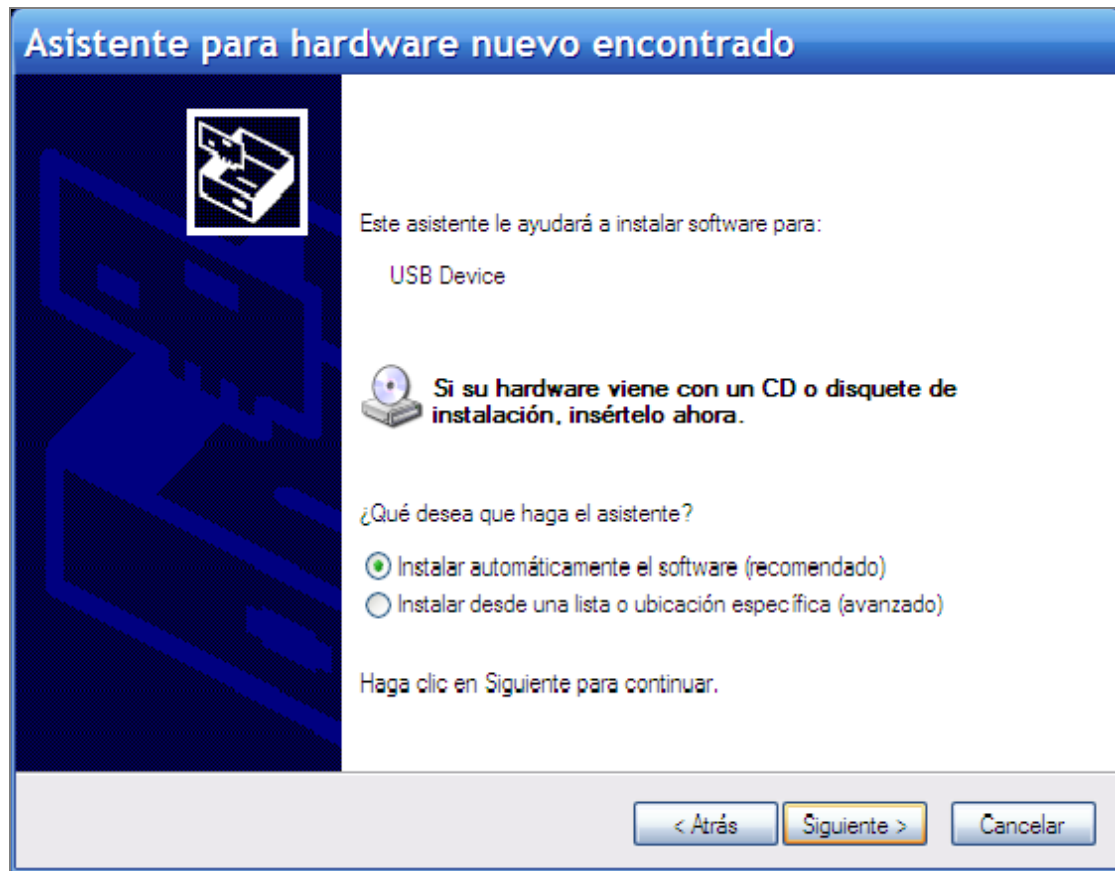 Asistente para hardware nuevo encontrado
Este asistente le ayudará a instalar software para:
USB Device
Si su hardware viene con un CD o disquete de
instalación, insértelo ahora.
¿Qué desea que haga el asistente?
Instalar automáticamente el software (recomendado)
Instalar desde una lista o ubicación específica (avanzado)
Haga clic en Siguiente para continuar.
< Atrás Siguiente > Cancelar